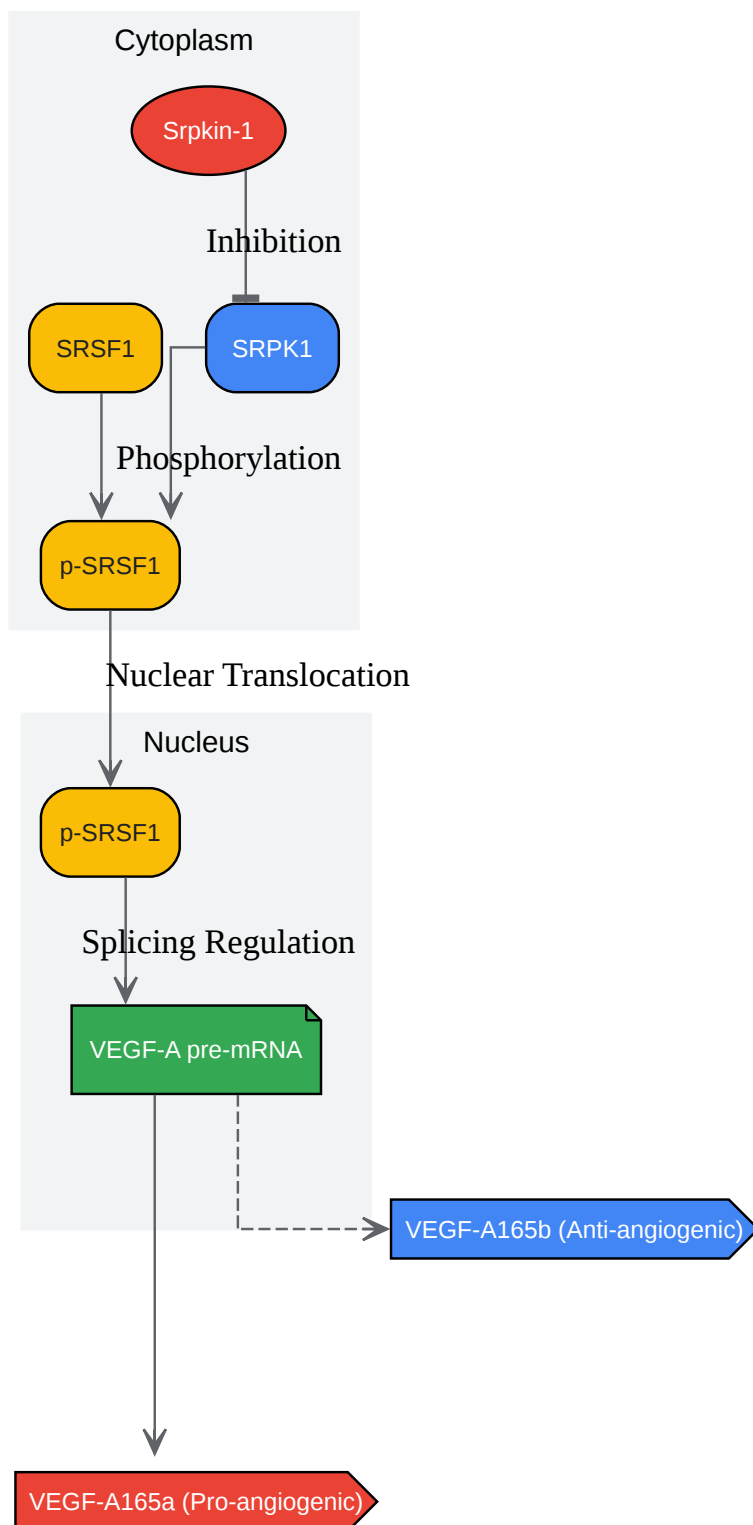 Cytoplasm
Srpkin-1
Inhibition
SRSF1
SRPK1
Phosphorylation
p-SRSF1
Nuclear Translocation
Nucleus
p-SRSF1
Splicing Regulation
VEGF-A pre-mRNA
VEGF-A165b (Anti-angiogenic)
VEGF-A165a (Pro-angiogenic)